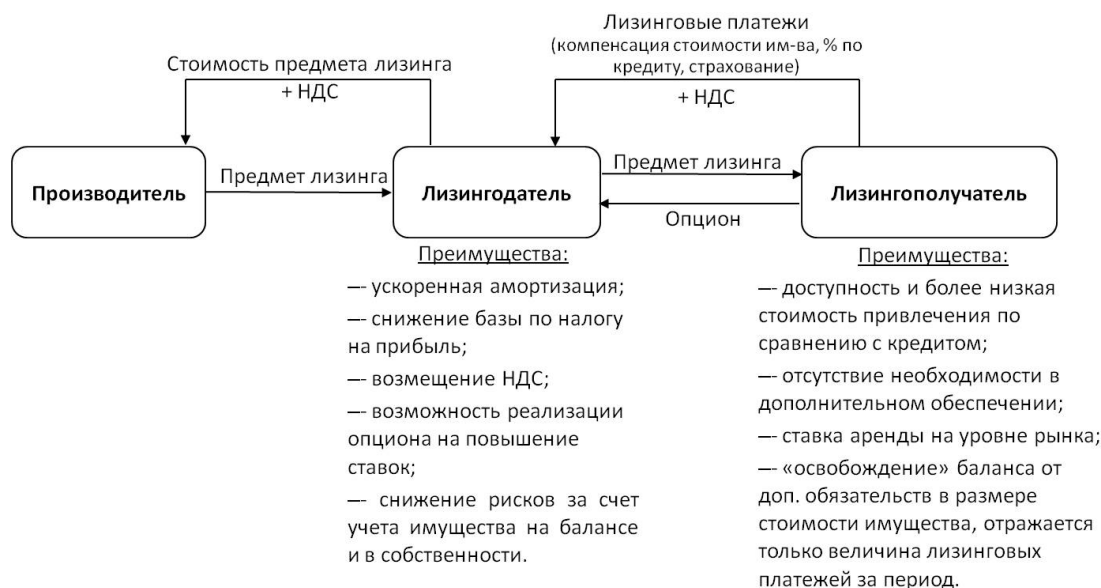 Лизинговые платежи
(компенсация стоимости им-ва, % по
кредиту, страхование)
+ НДС
Стоимость предмета лизинга
+ НДС
Производитель
Предмет лизинга
Лизингодатель
Предмет лизинга
Опцион
Лизингополучатель
Преимущества:
—- ускоренная амортизация;
—- снижение базы по налогу
на прибыль;
—- возмещение НДС;
—- возможность реализации
опциона на повышение
ставок;
—- снижение рисков за счет
учета имущества на балансе
и в собственности.
Преимущества:
—- доступность и более низкая
стоимость привлечения по
сравнению с кредитом;
—- отсутствие необходимости в
дополнительном обеспечении;
—- ставка аренды на уровне рынка;
—- «освобождение» баланса от
доп. обязательств в размере
стоимости имущества, отражается
только величина лизинговых
платежей за период.